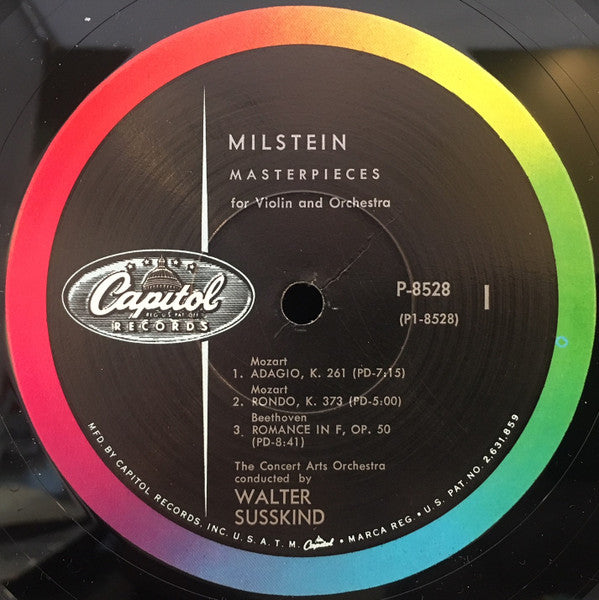 MILSTEIN
MASTERPIECES
for Violin and Orchestra
Capitol
REG. U.S. PAT. OFF.
RECORDS
P-8528
I
(P1-8528)
Mozart
1. ADAGIO, K. 261 (PD-7:15)
Mozart
2. RONDO, K. 373 (PD-5:00)
Beethoven
3. ROMANCE IN F, OP. 50
(PD-8:41)
The Concert Arts Orchestra
conducted by
WALTER
SUSSKIND
MFD. BY CAPITOL RECORDS, INC. U.S.A. T.M. Capitol • MARCA REG. • U.S. PAT. NO. 2,631,859